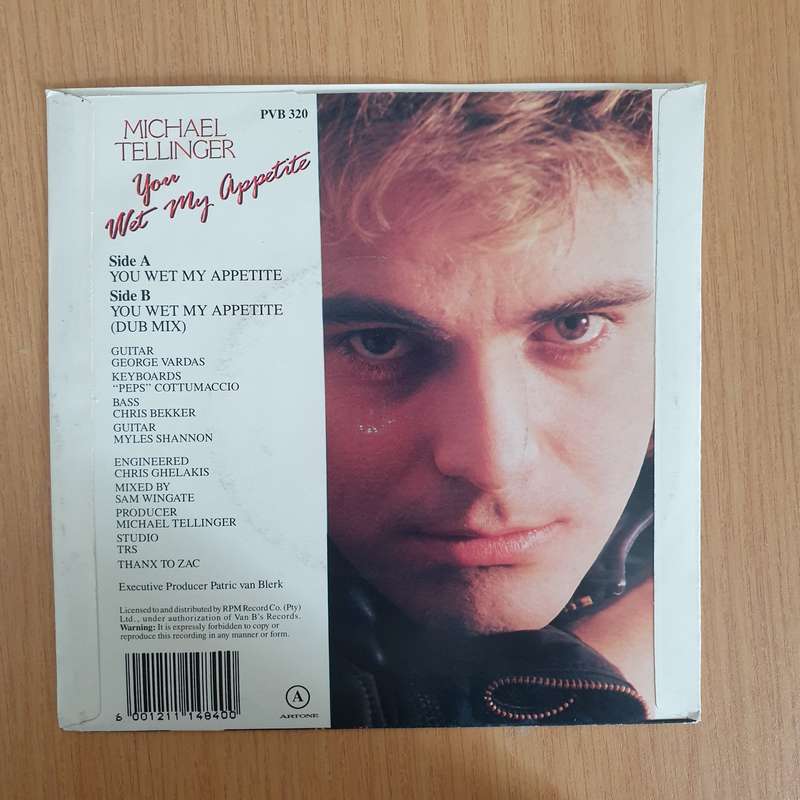 PVB 320
MICHAEL
TELLINGER
You
Wet My Appetite
Side A
YOU WET MY APPETITE
Side B
YOU WET MY APPETITE
(DUB MIX)
GUITAR
GEORGE VARDAS
KEYBOARDS
“PEPS” COTTUMACCIO
BASS
CHRIS BEKKER
GUITAR
MYLES SHANNON
ENGINEERED
CHRIS GHELAKIS
MIXED BY
SAM WINGATE
PRODUCER
MICHAEL TELLINGER
STUDIO
TRS
THANX TO ZAC
Executive Producer Patric van Blerk
Licensed to and distributed by RPM Record Co. (Pty)
Ltd., under authorization of Van B's Records.
Warning: It is expressly forbidden to copy or
reproduce this recording in any manner or form.
6 001211 148400
A
ARTONE